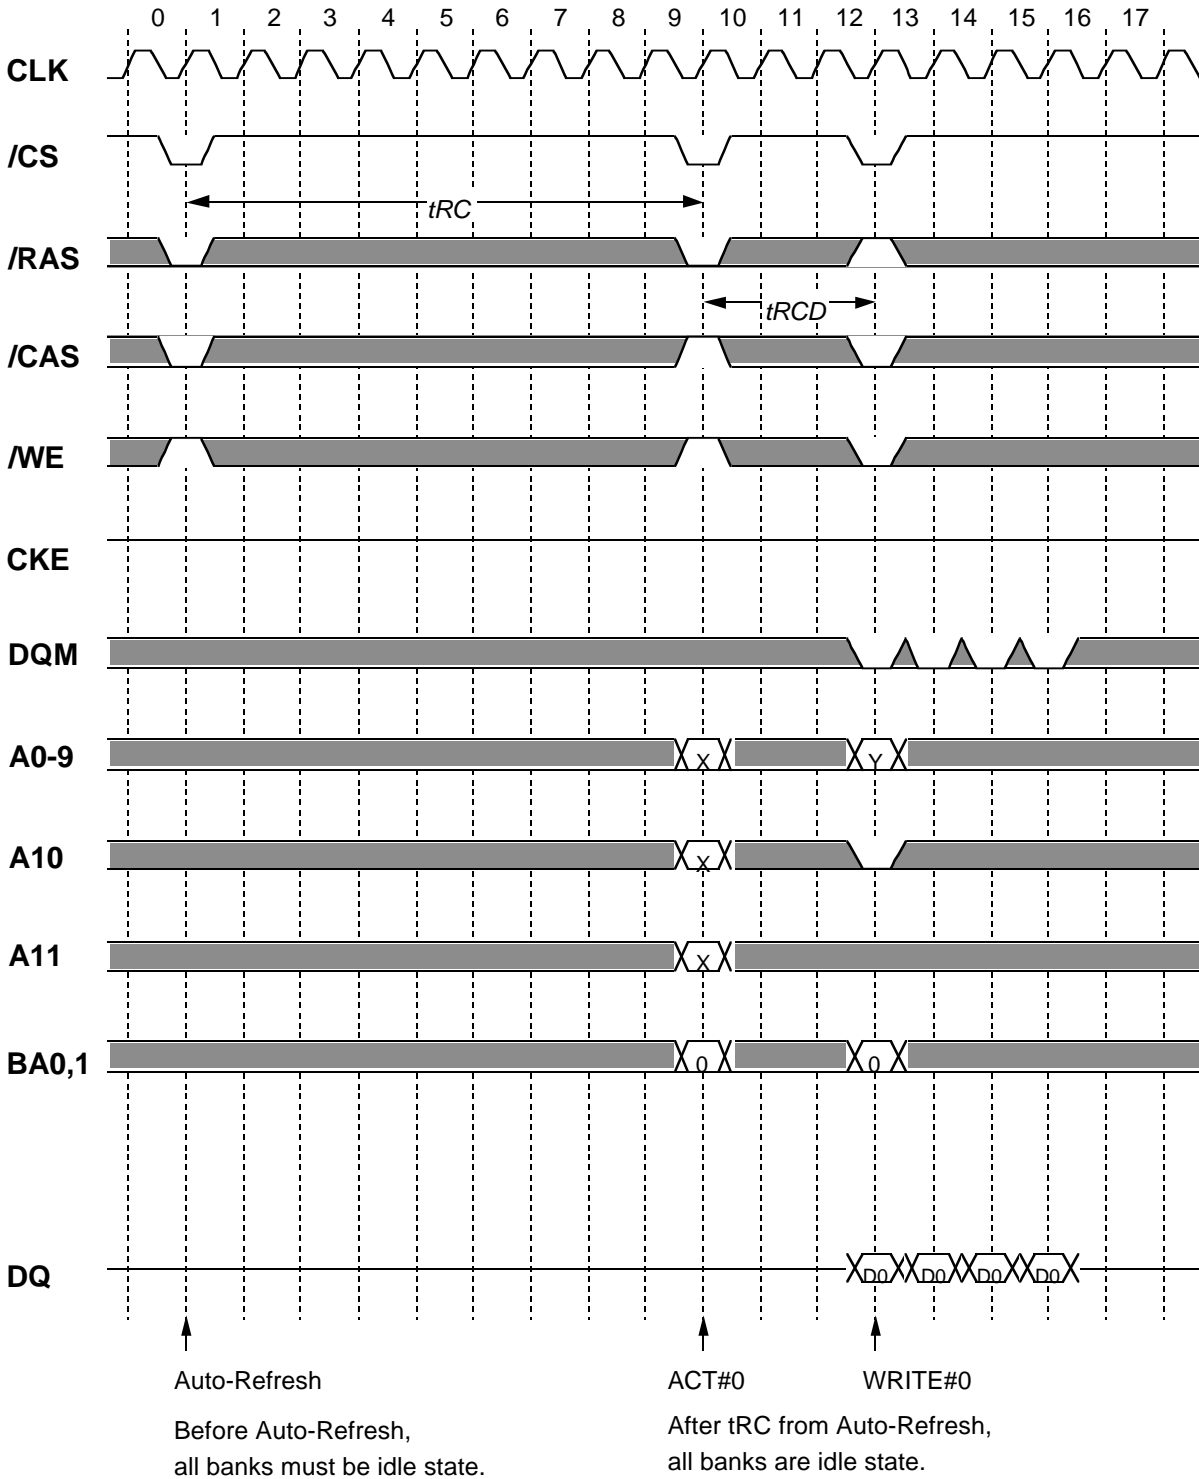 0 1 2 3 4 5 6 7 8 9 10 11 12 13 14 15 16 17
CLK
/CS
tRC
/RAS
tRCD
/CAS
/WE
CKE
DQM
A0-9 X Y
A10 X
A11 X
BA0,1 0 0
DQ D0 D0 D0 D0
Auto-Refresh ACT#0 WRITE#0
Before Auto-Refresh,
all banks must be idle state.
After tRC from Auto-Refresh,
all banks are idle state.